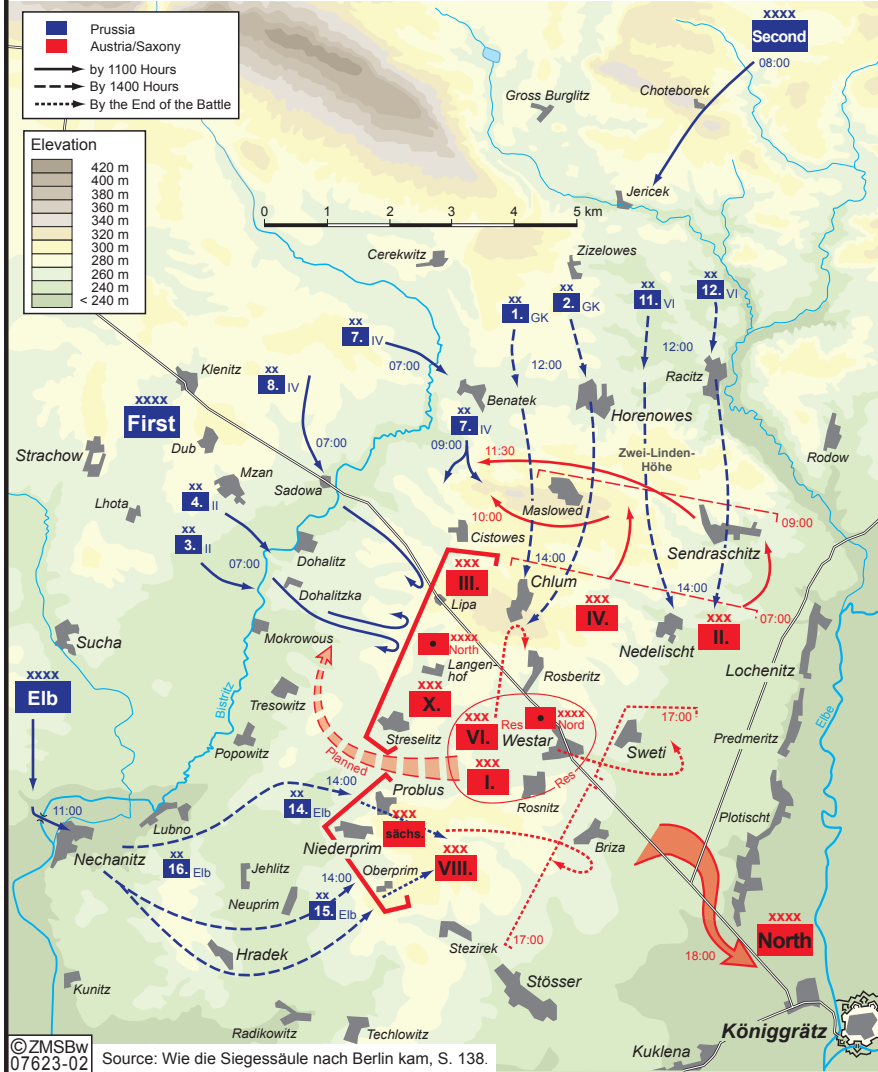 Prussia
Austria/Saxony
by 1100 Hours
By 1400 Hours
By the End of the Battle
Elevation
420 m
400 m
380 m
360 m
340 m
320 m
300 m
280 m
260 m
240 m
< 240 m
0 1 2 3 4 5 km
xxxx
Second
08:00
Gross Burglitz
Choteborek
Jericek
Cerekwitz
Zizelowes
xx
1. GK
xx
2. GK
xx
11. VI
xx
12. VI
12:00
12:00
xx
7. IV
07:00
Klenitz
xx
8. IV
07:00
Benatek
Horenowes
Racitz
xxxx
First
Dub
Strachow
Mzan
Lhota
Sadowa
xx
7. IV
09:00
11:30
Zwei-Linden-
Höhe
Rodow
xx
4. II
xx
3. II
07:00
10:00
Maslowed
09:00
Cistowes
Sendraschitz
Dohalitz
Dohalitzka
xxx
III.
Lipa
14:00
Chlum
14:00
07:00
xxx
IV.
xxx
II.
Nedelischt
Sucha
Mokrowous
xxxx
North
Langen-
hof
Rosberitz
Lochenitz
xxxx
Elb
Bistritz
Tresowitz
xxx
X.
Streselitz
xxx
VI.
Res
xxxx
Nord
Westar
17:00
Sweti
Elbe
Predmeritz
Popowitz
Planned
xxx
I.
Res
Rosnitz
11:00
Nechanitz
Lubno
14:00
xx
14. Elb
Problus
xxx
sächs.
Niederprim
Briza
Plotischt
xx
16. Elb
Jehlitz
Neuprim
14:00
Oberprim
xxx
VIII.
xx
15. Elb
Hradek
Stezirek
17:00
18:00
xxxx
North
Stösser
Kunitz
Radikowitz
Techlowitz
Königgrätz
Kuklena
©ZMSBw
07623-02
Source: Wie die Siegessäule nach Berlin kam, S. 138.